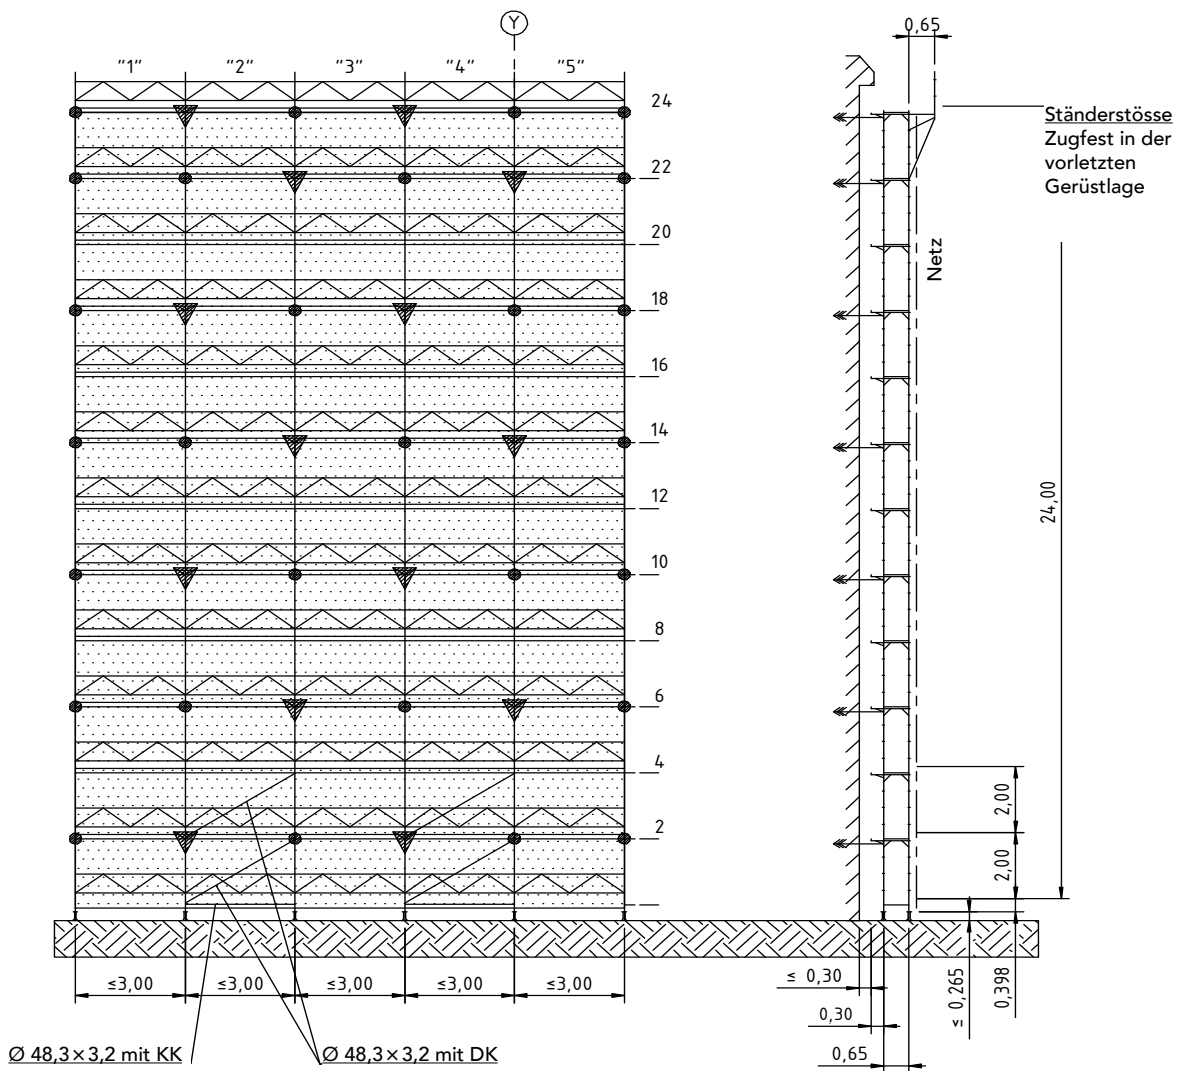 Y
0,65
"1" "2" "3" "4" "5"
24
Ständerstösse
Zugfest in der
vorletzten
Gerüstlage
22
20
Netz
18
16
14
12
24,00
10
8
6
4
2,00
2
2,00
≤3,00 ≤3,00 ≤3,00 ≤3,00 ≤3,00
≤ 0,30
≤ 0,265
0,398
0,30
Ø 48,3×3,2 mit KK
Ø 48,3×3,2 mit DK
0,65